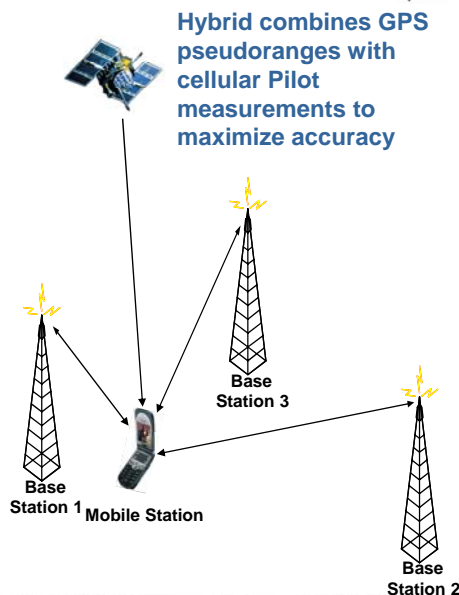 Hybrid combines GPS
pseudoranges with
cellular Pilot
measurements to
maximize accuracy
Base
Station 3
Base
Station 1
Mobile Station
Base
Station 2